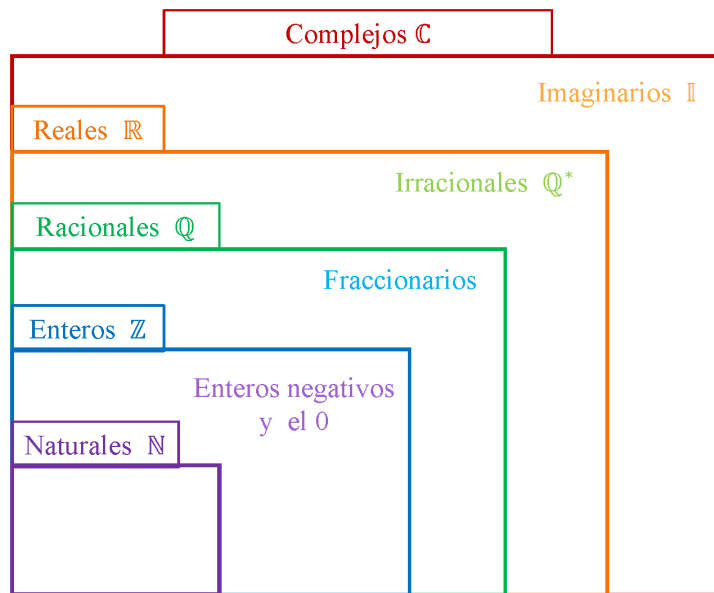 Complejos ℂ
Imaginarios 𝕀
Reales ℝ
Irracionales ℚ*
Racionales ℚ
Fraccionarios
Enteros ℤ
Enteros negativos
y el 0
Naturales ℕ